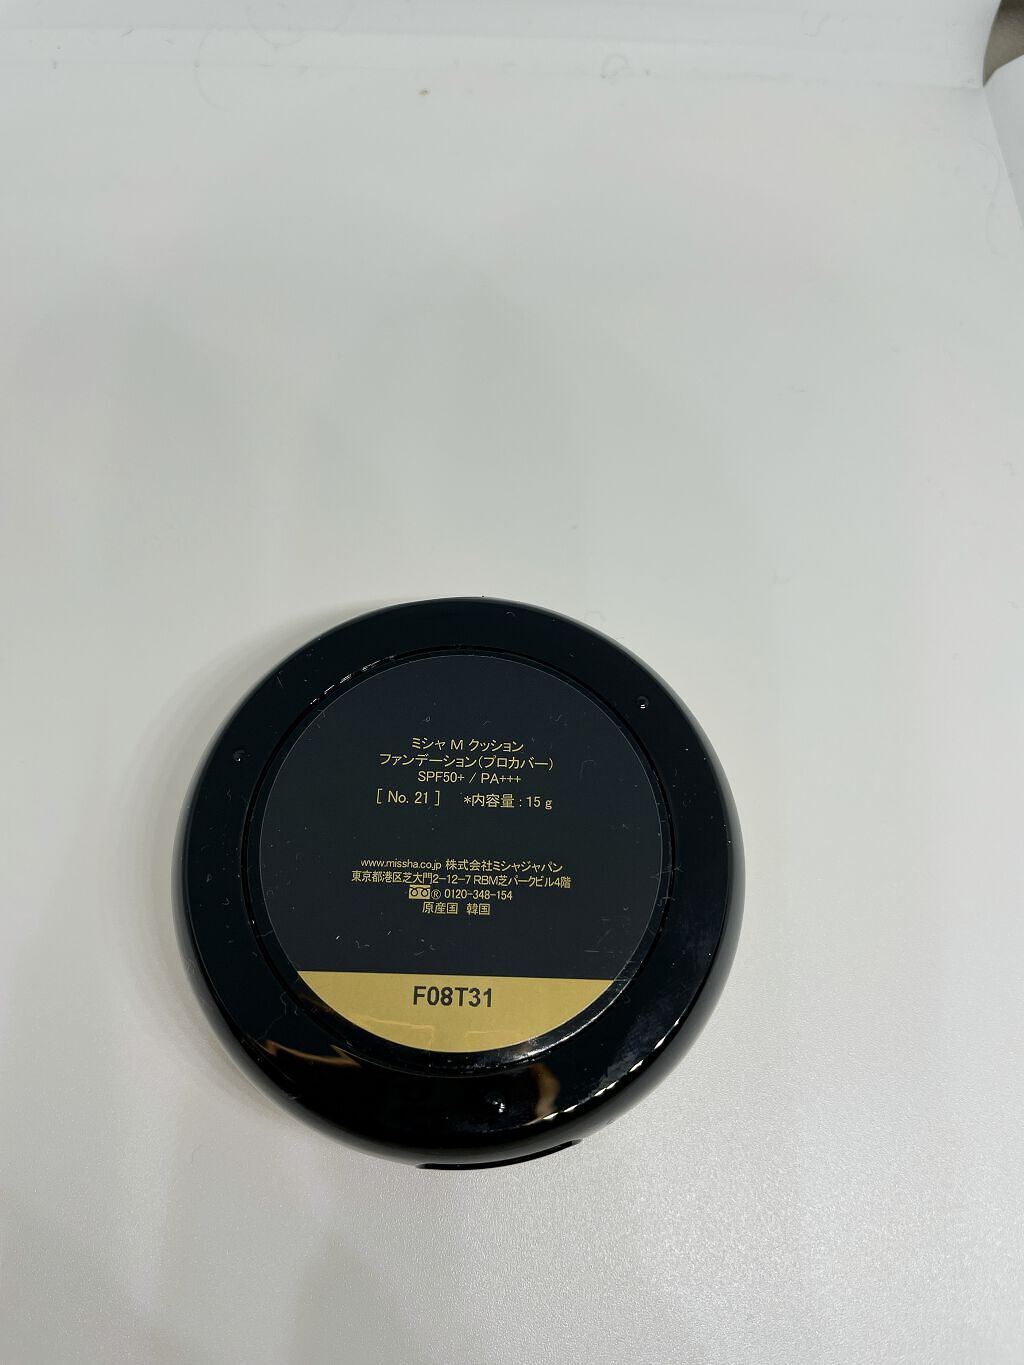 ミシャ M クッション
ファンデーション(プロカバー)
SPF50+ / PA+++
[ No. 21 ] *内容量 : 15 g
www.missha.co.jp 株式会社ミシャジャパン
東京都港区芝大門2-12-7 RBM芝パークビル4階
® 0120-348-154
原産国 韓国
F08T31